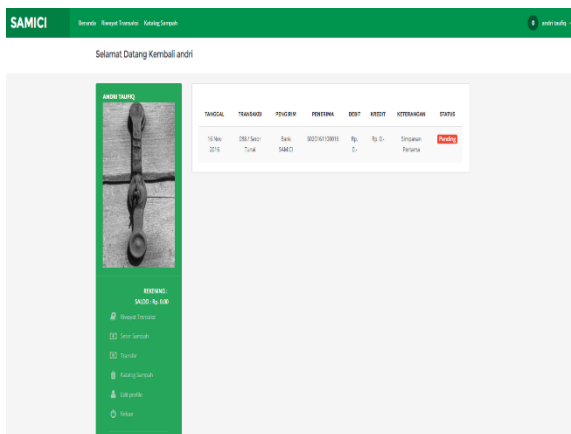 SAMICI Beranda Riwayat Transaksi Katalog Sampah andri taufiq
Selamat Datang Kembali andri
ANDRI TAUFIQ
TANGGAL TRANSAKSI PENGIRIM PENERIMA DEBIT KREDIT KETERANGAN STATUS
16 Nov Setor Bank Rp. Rp. 0,- Simpanan Pending
2016 Tunai SAMICI 0,- Pertama
REKENING :
SALDO : Rp. 0,00
Riwayat Transaksi
Setor Sampah
Transfer
Katalog Sampah
Edit profile
Keluar